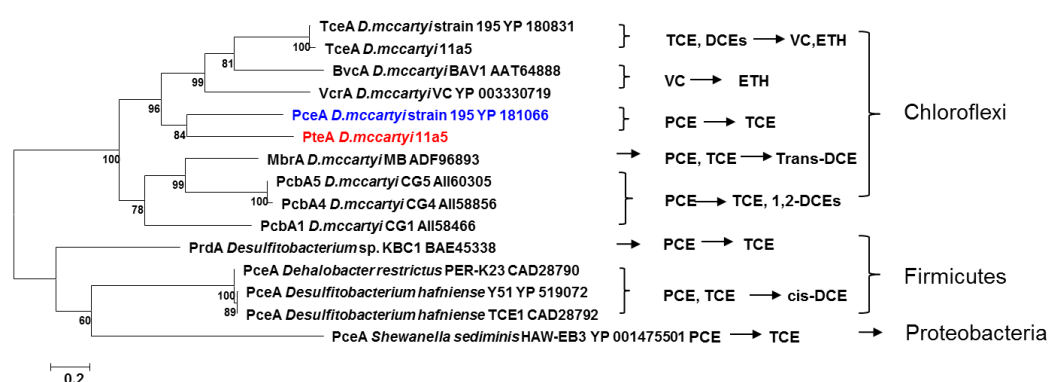 TceA D.mccartyi strain 195 YP 180831
100
TceA D.mccartyi 11a5
TCE, DCEs → VC,ETH
81
BvcA D.mccartyi BAV1 AAT64888
VC → ETH
99
VcrA D.mccartyi VC YP 003330719
96
PceA D.mccartyi strain 195 YP 181066
PCE → TCE
Chloroflexi
84
PteA D.mccartyi 11a5
100
MbrA D.mccartyi MB ADF96893
→ PCE, TCE → Trans-DCE
99
PcbA5 D.mccartyi CG5 AII60305
100
PcbA4 D.mccartyi CG4 AII58856
PCE → TCE, 1,2-DCEs
78
PcbA1 D.mccartyi CG1 AII58466
PrdA Desulfitobacterium sp. KBC1 BAE45338
→ PCE → TCE
PceA Dehalobacter restrictus PER-K23 CAD28790
Firmicutes
100
PceA Desulfitobacterium hafniense Y51 YP 519072
PCE, TCE → cis-DCE
89
PceA Desulfitobacterium hafniense TCE1 CAD28792
60
PceA Shewanella sediminis HAW-EB3 YP 001475501 PCE → TCE → Proteobacteria
0.2